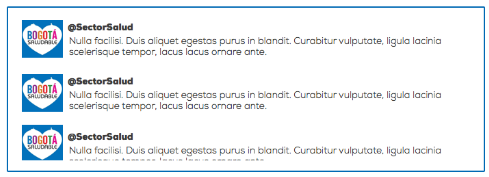 BOGOTÁ
SALUDABLE
@SectorSalud
Nulla facilisi. Duis aliquet egestas purus in blandit. Curabitur vulputate, ligula lacinia
scelerisque tempor, lacus lacus ornare ante.
BOGOTÁ
SALUDABLE
@SectorSalud
Nulla facilisi. Duis aliquet egestas purus in blandit. Curabitur vulputate, ligula lacinia
scelerisque tempor, lacus lacus ornare ante.
BOGOTÁ
SALUDABLE
@SectorSalud
Nulla facilisi. Duis aliquet egestas purus in blandit. Curabitur vulputate, ligula lacinia